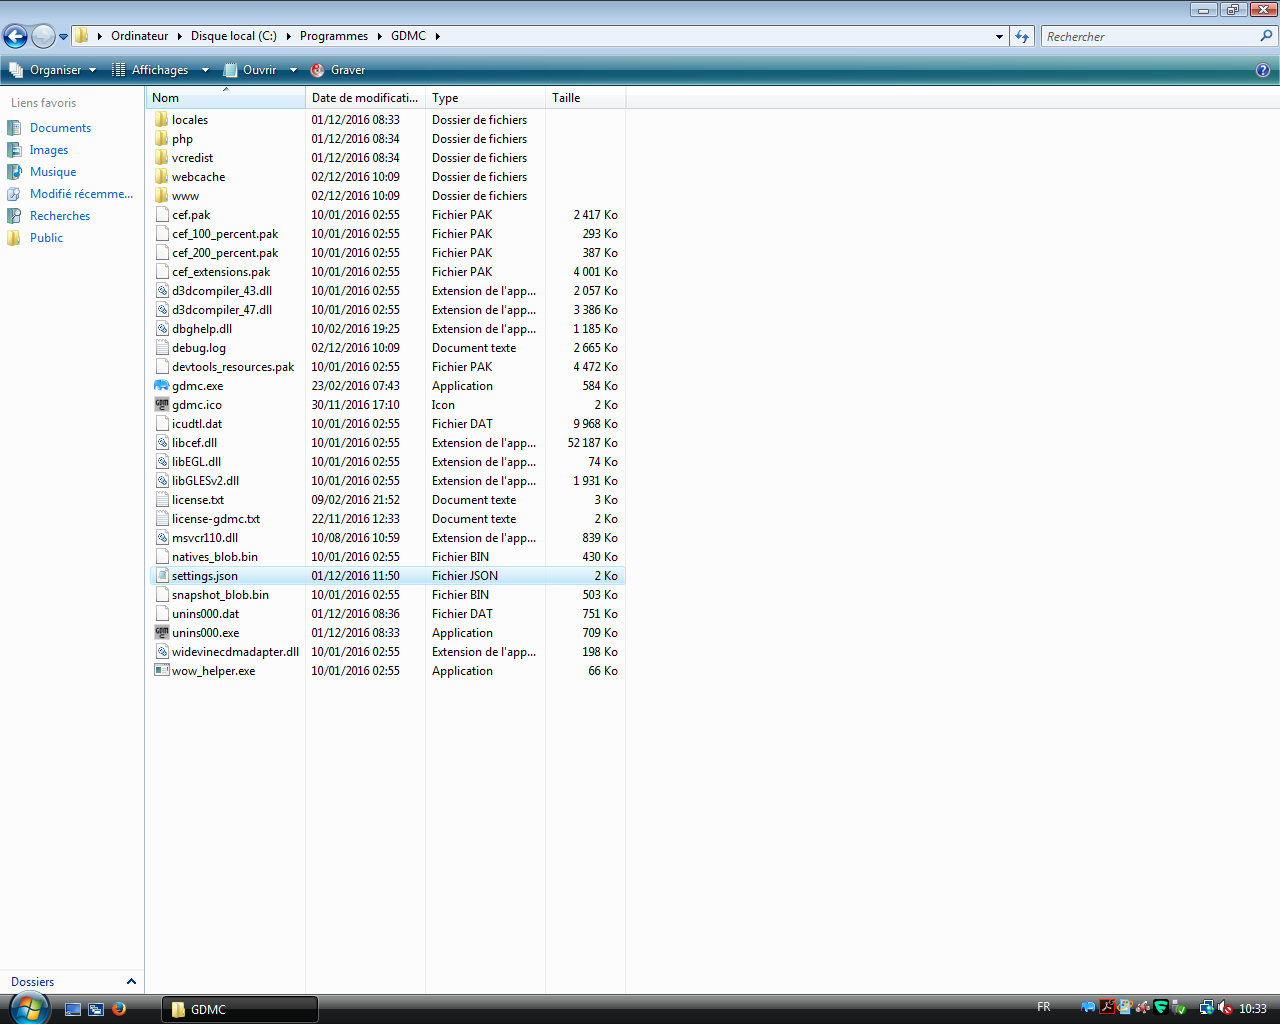 Ordinateur Disque local (C:) Programmes GDMC Rechercher
Organiser Affichages Ouvrir Graver
Liens favoris
Documents
Images
Musique
Modifié récemme...
Recherches
Public
Nom Date de modificati... Type Taille
locales 01/12/2016 08:33 Dossier de fichiers
php 01/12/2016 08:34 Dossier de fichiers
vcredist 01/12/2016 08:34 Dossier de fichiers
webcache 02/12/2016 10:09 Dossier de fichiers
www 02/12/2016 10:09 Dossier de fichiers
cef.pak 10/01/2016 02:55 Fichier PAK 2 417 Ko
cef_100_percent.pak 10/01/2016 02:55 Fichier PAK 293 Ko
cef_200_percent.pak 10/01/2016 02:55 Fichier PAK 387 Ko
cef_extensions.pak 10/01/2016 02:55 Fichier PAK 4 001 Ko
d3dcompiler_43.dll 10/01/2016 02:55 Extension de l'app... 2 057 Ko
d3dcompiler_47.dll 10/01/2016 02:55 Extension de l'app... 3 386 Ko
dbghelp.dll 10/02/2016 19:25 Extension de l'app... 1 185 Ko
debug.log 02/12/2016 10:09 Document texte 2 665 Ko
devtools_resources.pak 10/01/2016 02:55 Fichier PAK 4 472 Ko
gdmc.exe 23/02/2016 07:43 Application 584 Ko
gdmc.ico 30/11/2016 17:10 Icon 2 Ko
icudtl.dat 10/01/2016 02:55 Fichier DAT 9 968 Ko
libcef.dll 10/01/2016 02:55 Extension de l'app... 52 187 Ko
libEGL.dll 10/01/2016 02:55 Extension de l'app... 74 Ko
libGLESv2.dll 10/01/2016 02:55 Extension de l'app... 1 931 Ko
license.txt 09/02/2016 21:52 Document texte 3 Ko
license-gdmc.txt 22/11/2016 12:33 Document texte 2 Ko
msvcr110.dll 10/08/2016 10:59 Extension de l'app... 839 Ko
natives_blob.bin 10/01/2016 02:55 Fichier BIN 430 Ko
settings.json 01/12/2016 11:50 Fichier JSON 2 Ko
snapshot_blob.bin 10/01/2016 02:55 Fichier BIN 503 Ko
unins000.dat 01/12/2016 08:36 Fichier DAT 751 Ko
unins000.exe 01/12/2016 08:33 Application 709 Ko
widevinecdmadapter.dll 10/01/2016 02:55 Extension de l'app... 198 Ko
wow_helper.exe 10/01/2016 02:55 Application 66 Ko
Dossiers
GDMC FR 10:33